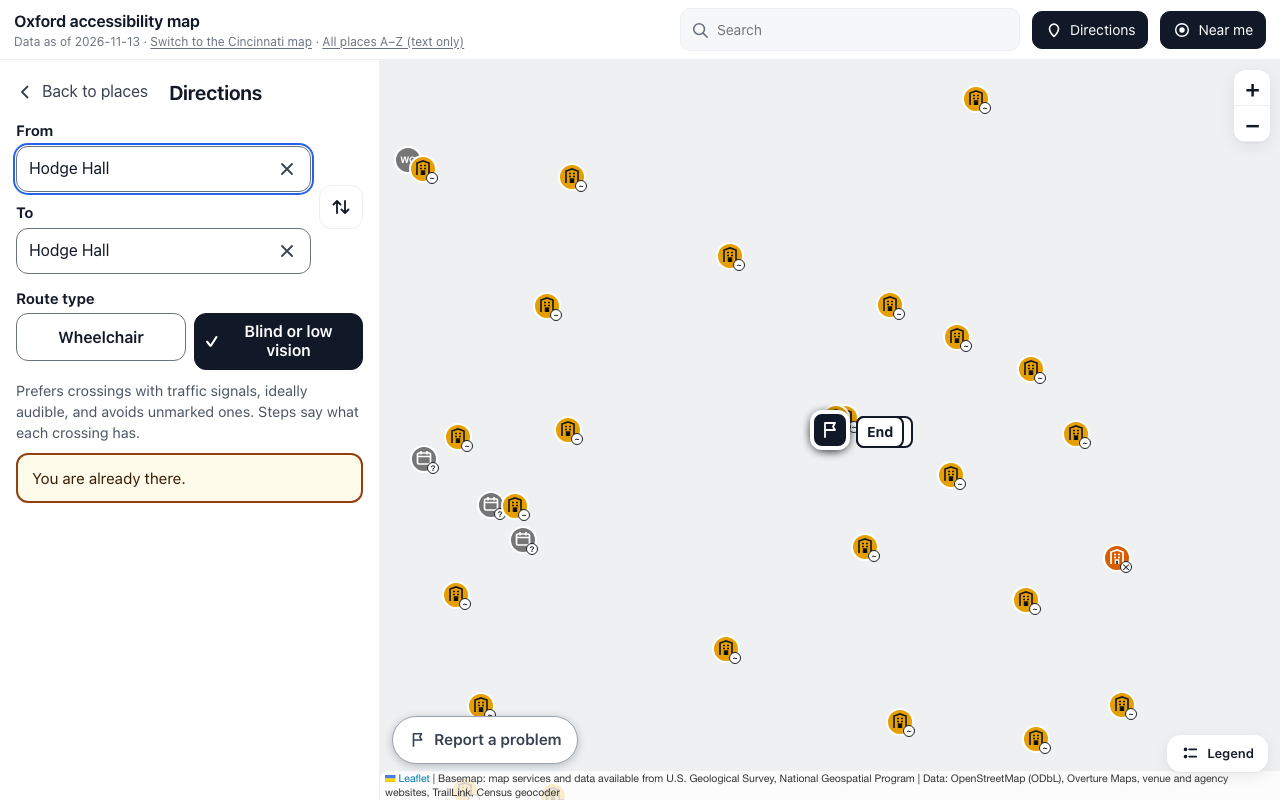 Oxford accessibility map
Data as of 2026-11-13 · Switch to the Cincinnati map · All places A–Z (text only)
Search
Directions
Near me
Back to places
Directions
From
Hodge Hall
To
Hodge Hall
Route type
Wheelchair
Blind or low
vision
Prefers crossings with traffic signals, ideally
audible, and avoids unmarked ones. Steps say what
each crossing has.
You are already there.
WC
End
Report a problem
Legend
Leaflet | Basemap: map services and data available from U.S. Geological Survey, National Geospatial Program | Data: OpenStreetMap (ODbL), Overture Maps, venue and agency
websites, TrailLink, Census geocoder